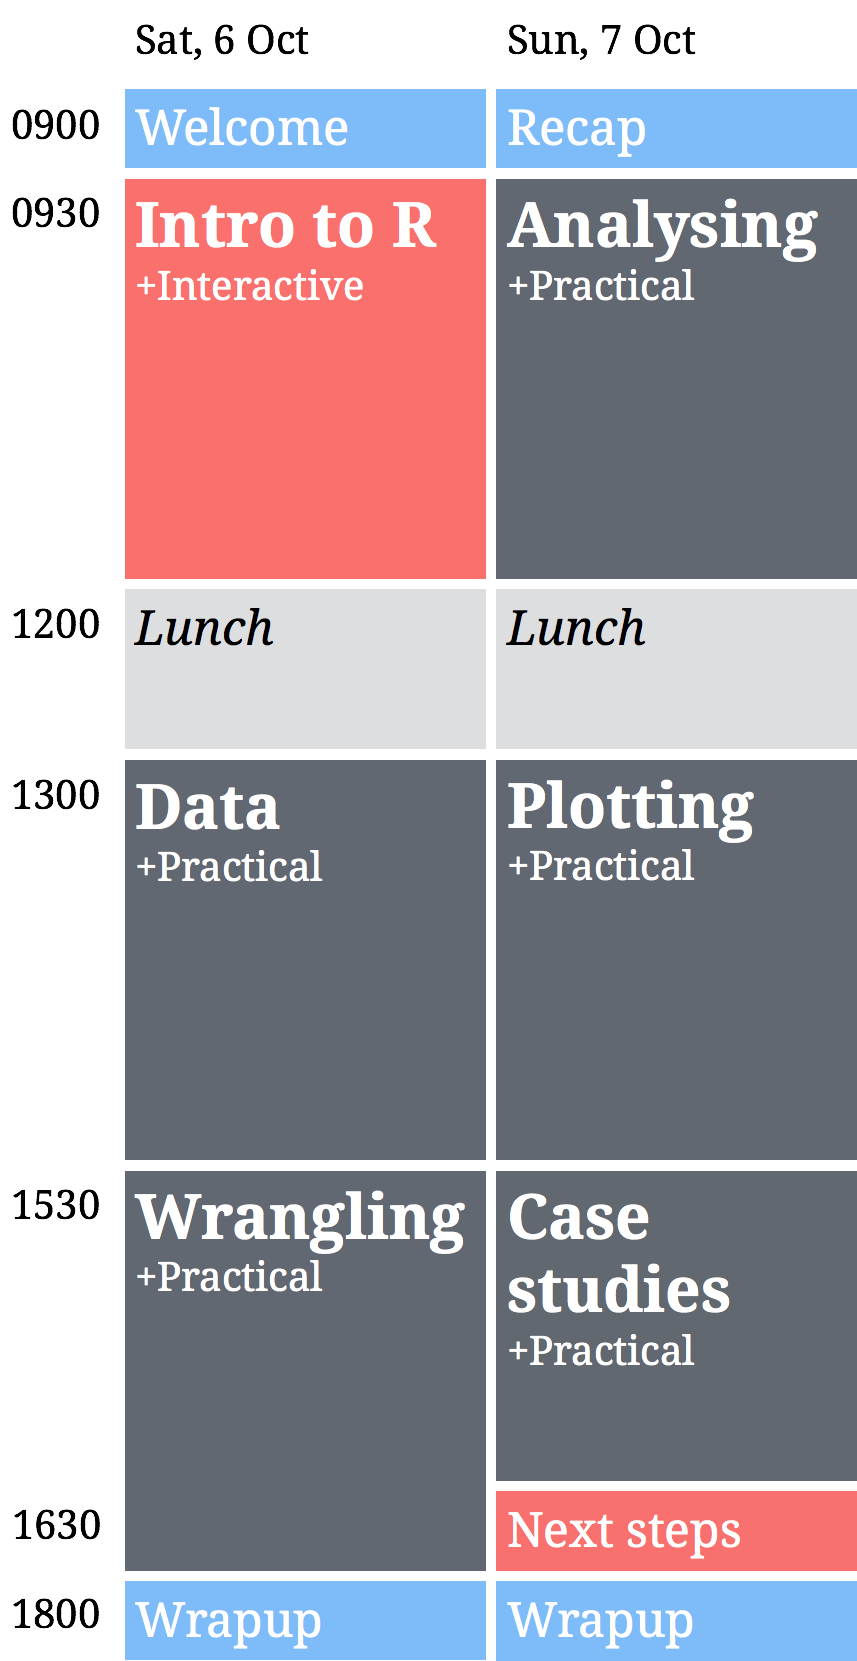 Sat, 6 Oct Sun, 7 Oct
0900 Welcome Recap
0930 Intro to R Analysing
+Interactive +Practical
1200 Lunch Lunch
1300 Data Plotting
+Practical +Practical
1530 Wrangling Case
+Practical studies
+Practical
1630 Next steps
1800 Wrapup Wrapup